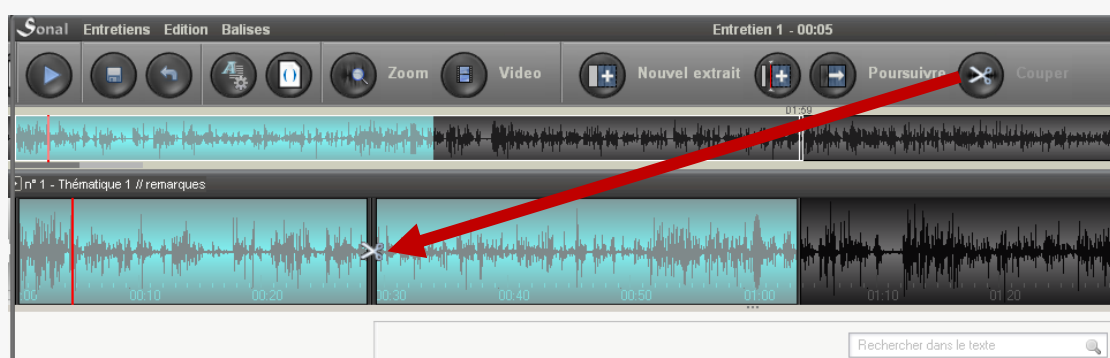 Sonal Entretiens Edition Balises Entretien 1 - 00:05
Zoom Video Nouvel extrait Poursuivre Couper
01:59
n° 1 - Thématique 1 // remarques
00 00:10 00:20 00:30 00:40 00:50 01:00 01:10 01:20
Rechercher dans le texte